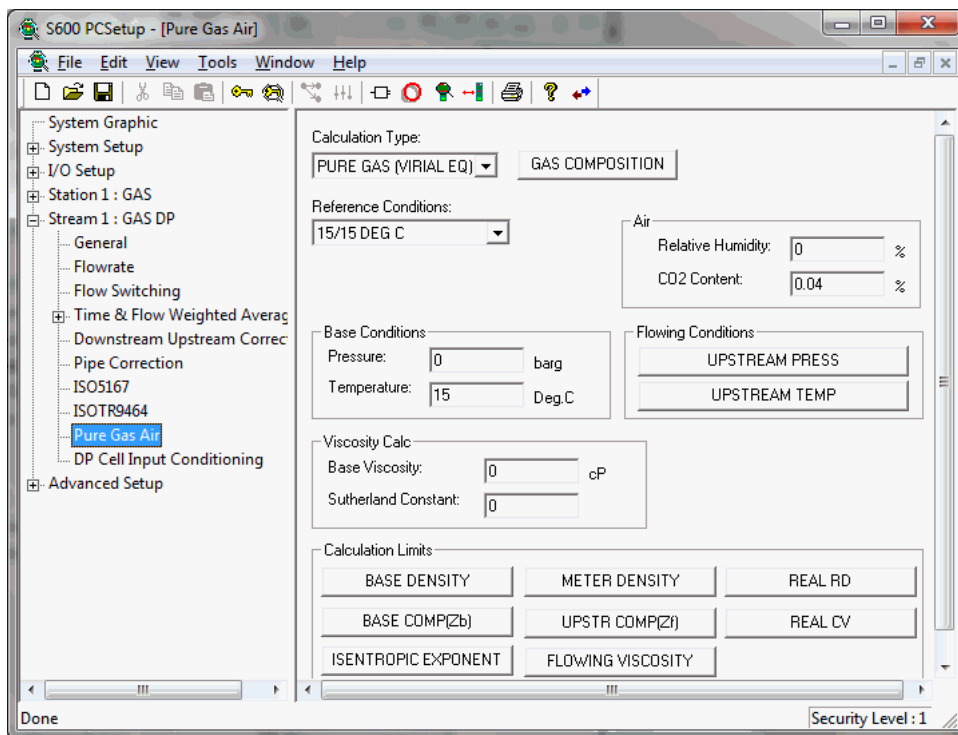 S600 PCSetup - [Pure Gas Air]
File Edit View Tools Window Help
System Graphic
System Setup
I/O Setup
Station 1 : GAS
Stream 1 : GAS DP
General
Flowrate
Flow Switching
Time & Flow Weighted Averag
Downstream Upstream Correc
Pipe Correction
ISO5167
ISOTR9464
Pure Gas Air
DP Cell Input Conditioning
Advanced Setup
Calculation Type:
PURE GAS (VIRIAL EQ) GAS COMPOSITION
Reference Conditions:
15/15 DEG C
Air
Relative Humidity: 0 %
CO2 Content: 0.04 %
Base Conditions
Pressure: 0 barg
Temperature: 15 Deg.C
Flowing Conditions
UPSTREAM PRESS
UPSTREAM TEMP
Viscosity Calc
Base Viscosity: 0 cP
Sutherland Constant: 0
Calculation Limits
BASE DENSITY METER DENSITY REAL RD
BASE COMP(Zb) UPSTR COMP(Zf) REAL CV
ISENTROPIC EXPONENT FLOWING VISCOSITY
Done Security Level : 1